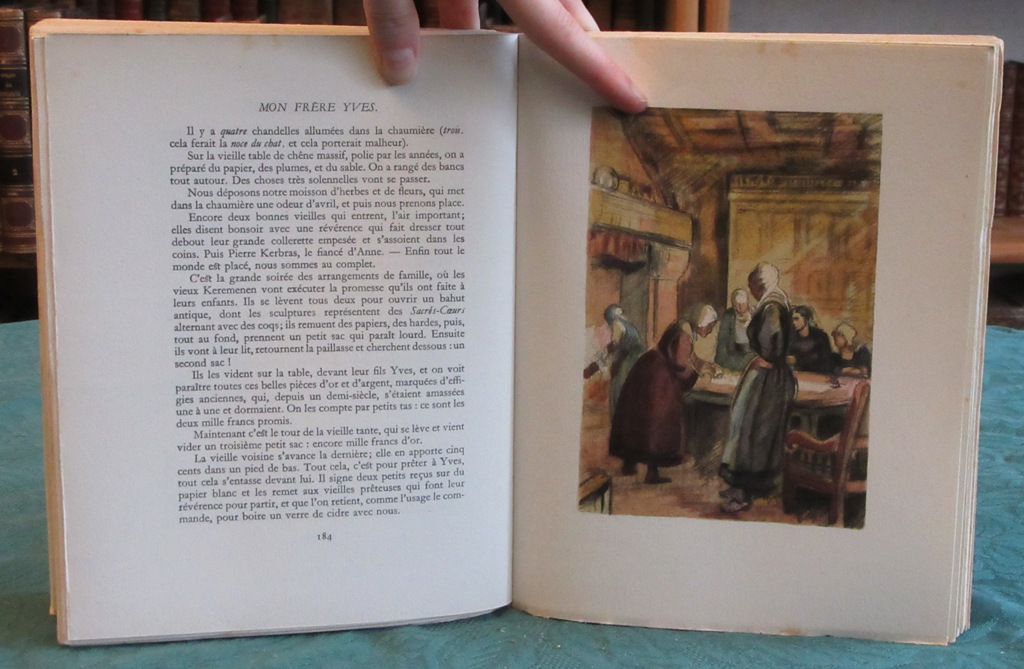 MON FRÈRE YVES.
Il y a quatre chandelles allumées dans la chaumière (trois,
cela ferait la noce du chat, et cela porterait malheur).
Sur la vieille table de chêne massif, polie par les années, on a
préparé du papier, des plumes, et du sable. On a rangé des bancs
tout autour. Des choses très solennelles vont se passer.
Nous déposons notre moisson d'herbes et de fleurs, qui met
dans la chaumière une odeur d'avril, et puis nous prenons place.
Encore deux bonnes vieilles qui entrent, l'air important;
elles disent bonsoir avec une révérence qui fait dresser tout
debout leur grande collerette empesée et s'assoient dans les
coins. Puis Pierre Kerbras, le fiancé d'Anne. — Enfin tout le
monde est placé, nous sommes au complet.
C'est la grande soirée des arrangements de famille, où les
vieux Keremenen vont exécuter la promesse qu'ils ont faite à
leurs enfants. Ils se lèvent tous deux pour ouvrir un bahut
antique, dont les sculptures représentent des Sacrés-Cœurs
alternant avec des coqs; ils remuent des papiers, des hardes, puis,
tout au fond, prennent un petit sac qui paraît lourd. Ensuite
ils vont à leur lit, retournent la paillasse et cherchent dessous : un
second sac !
Ils les vident sur la table, devant leur fils Yves, et on voit
paraître toutes ces belles pièces d'or et d'argent, marquées d'effi-
gies anciennes, qui, depuis un demi-siècle, s'étaient amassées
une à une et dormaient. On les compte par petits tas : ce sont les
deux mille francs promis.
Maintenant c'est le tour de la vieille tante, qui se lève et vient
vider un troisième petit sac : encore mille francs d'or.
La vieille voisine s'avance la dernière; elle en apporte cinq
cents dans un pied de bas. Tout cela, c'est pour prêter à Yves,
tout cela s'entasse devant lui. Il signe deux petits reçus sur du
papier blanc et les remet aux vieilles prêteuses qui font leur
révérence pour partir, et que l'on retient, comme l'usage le com-
mande, pour boire un verre de cidre avec nous.
184